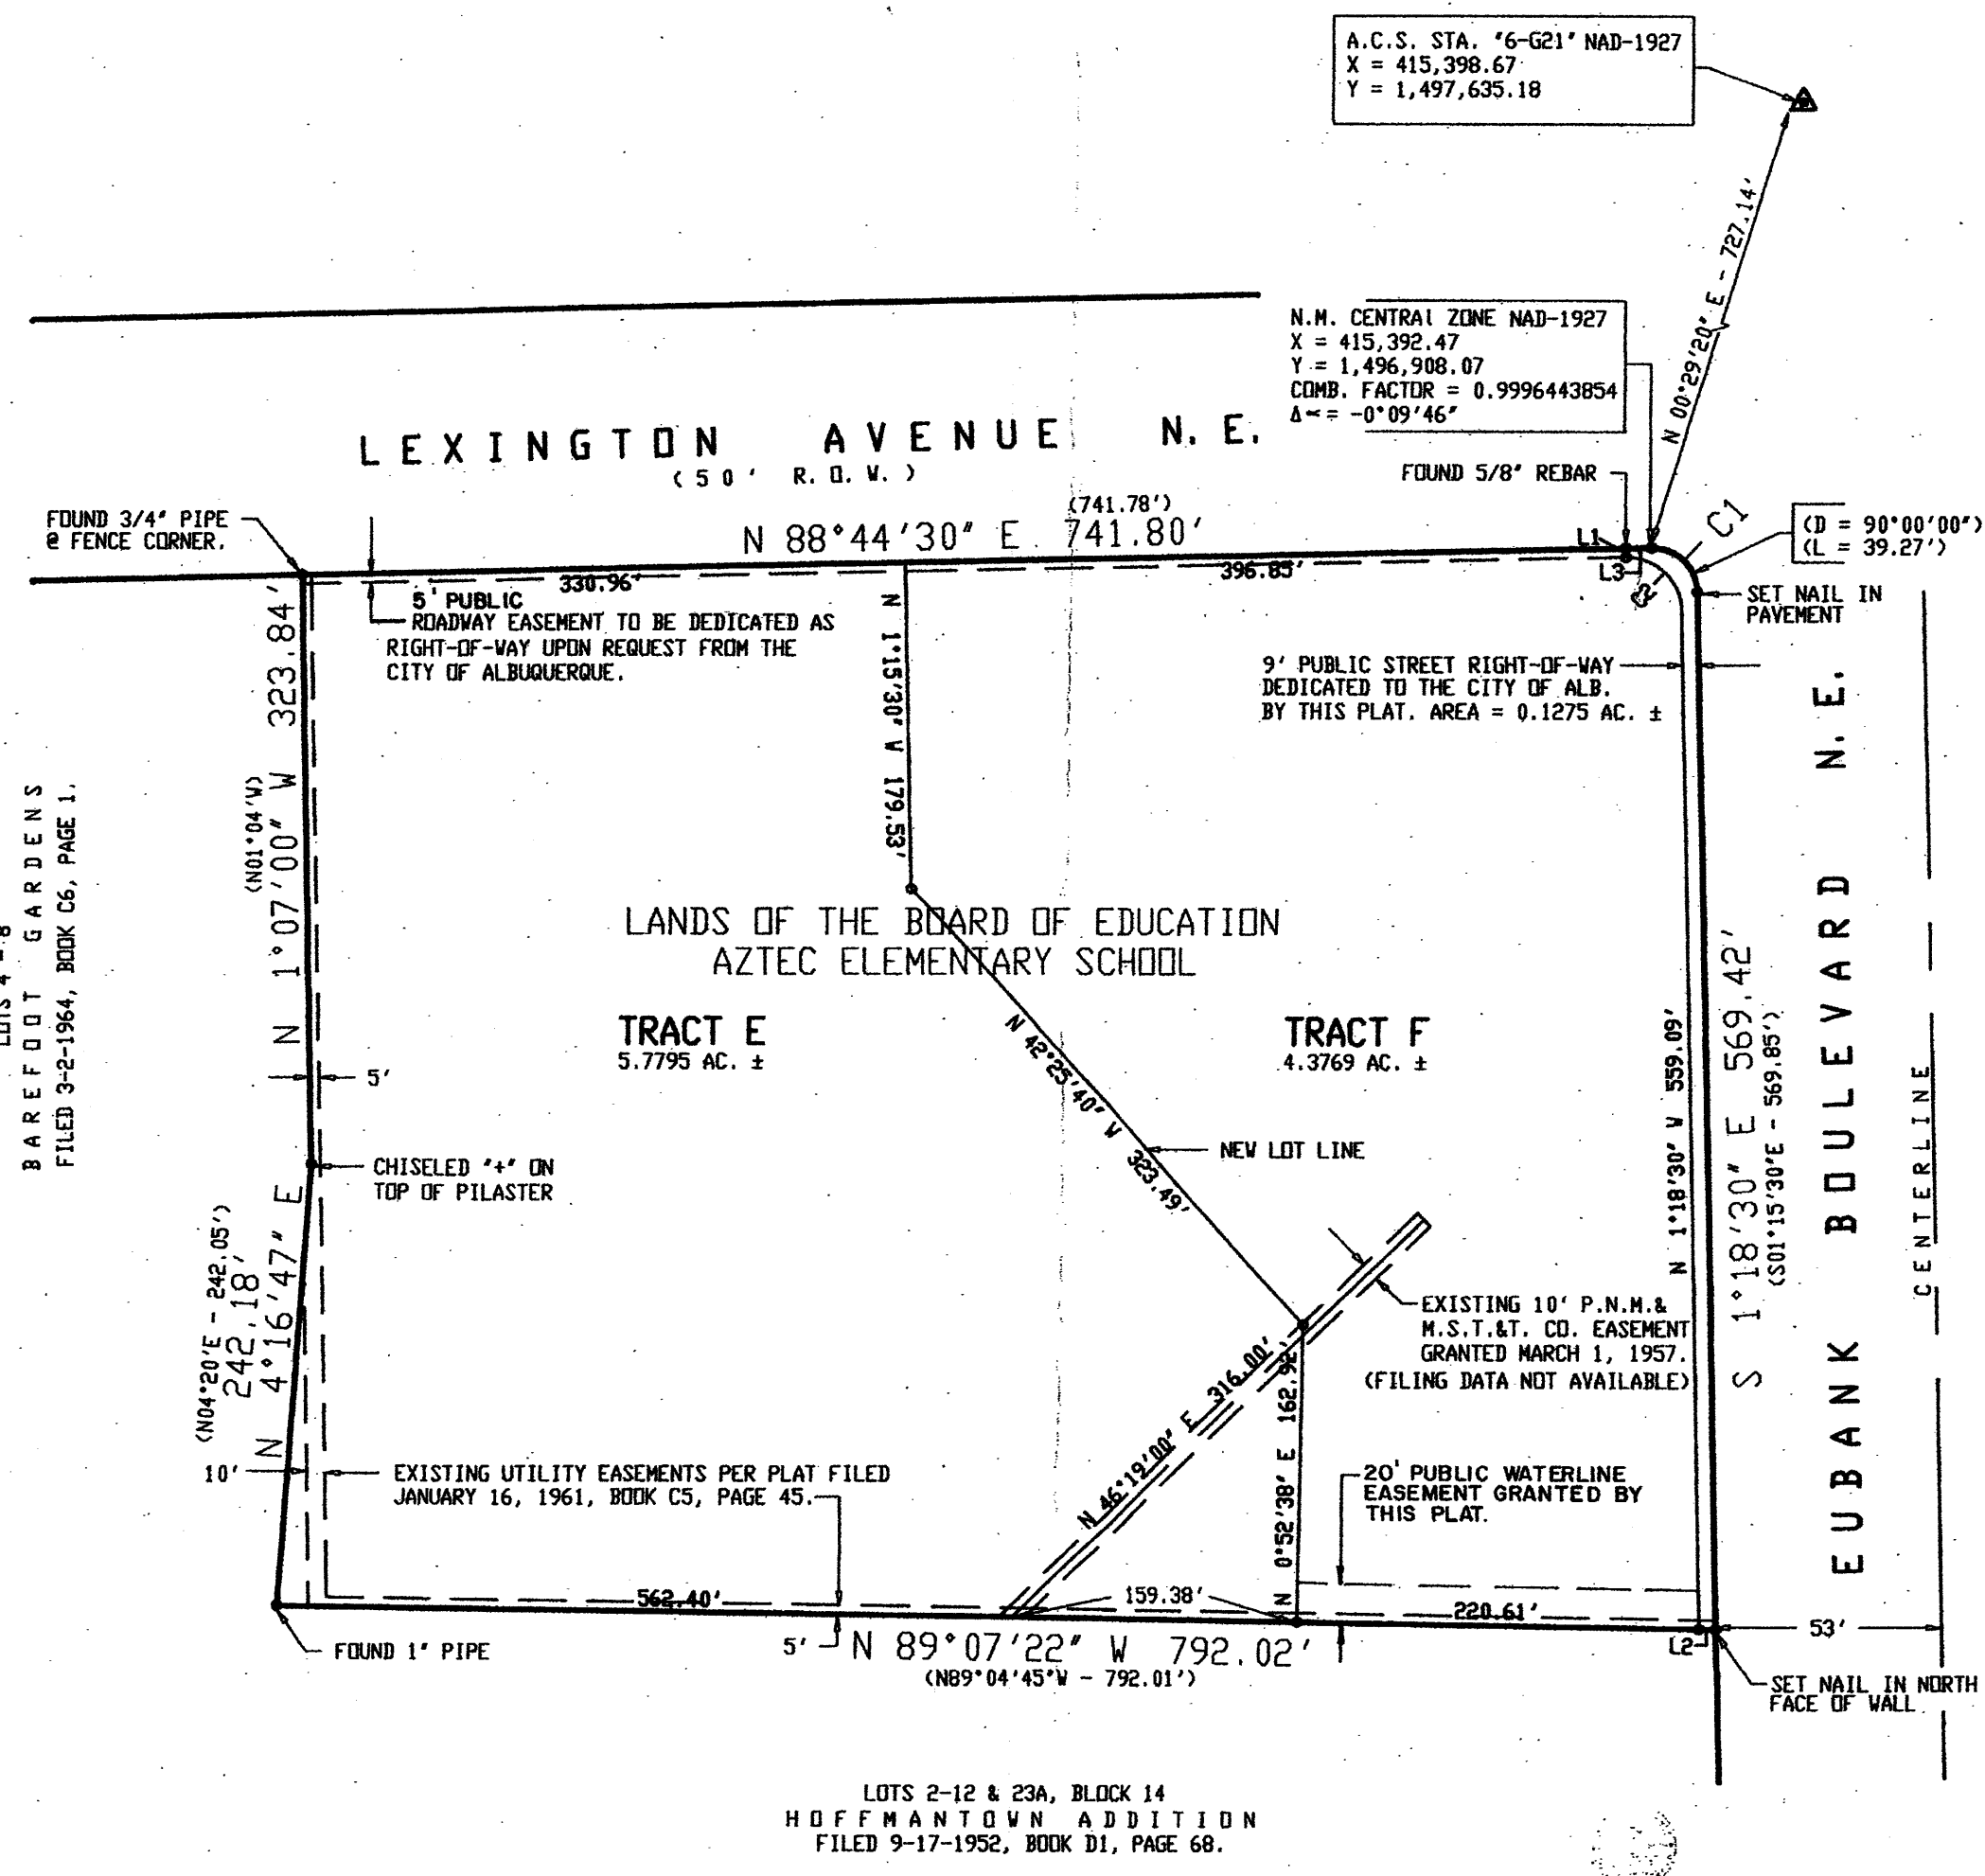 A.C.S. STA. "6-G21" NAD-1927
X = 415,398.67
Y = 1,497,635.18
N 00°29'20" E - 727.14'
N.M. CENTRAL ZONE NAD-1927
X = 415,392.47
Y = 1,496,908.07
COMB. FACTOR = 0.9996443854
Δ∝ = -0°09'46"
LEXINGTON AVENUE N.E.
(50' R.O.W.)
FOUND 5/8" REBAR
FOUND 3/4" PIPE
@ FENCE CORNER.
(741.78')
N 88°44'30" E 741.80'
L1
L3
C1
C2
(D = 90°00'00")
(L = 39.27')
330.96'
396.85'
5' PUBLIC
ROADWAY EASEMENT TO BE DEDICATED AS
RIGHT-OF-WAY UPON REQUEST FROM THE
CITY OF ALBUQUERQUE.
SET NAIL IN
PAVEMENT
9' PUBLIC STREET RIGHT-OF-WAY
DEDICATED TO THE CITY OF ALB.
BY THIS PLAT. AREA = 0.1275 AC. ±
N 1°15'30" W 179.53'
N 1°07'00" W 323.84'
(N01°04'W)
LOTS 4 - 8
BAREFOOT GARDENS
FILED 3-2-1964, BOOK C6, PAGE 1.
LANDS OF THE BOARD OF EDUCATION
AZTEC ELEMENTARY SCHOOL
TRACT E
5.7795 AC. ±
TRACT F
4.3769 AC. ±
N 42°25'40" W 323.49'
NEW LOT LINE
5'
CHISELED "+" ON
TOP OF PILASTER
N 1°18'30" W 559.09'
S 1°18'30" E 569.42'
(S01°15'30"E - 569.85')
EUBANK BOULEVARD N.E.
CENTERLINE
(N04°20'E - 242.05')
242.18'
N 4°16'47" E
10'
EXISTING UTILITY EASEMENTS PER PLAT FILED
JANUARY 16, 1961, BOOK C5, PAGE 45.
N 46°19'00" E 316.00'
N 0°52'38" E 162.92'
EXISTING 10' P.N.M.&
M.S.T.&T. CO. EASEMENT
GRANTED MARCH 1, 1957.
(FILING DATA NOT AVAILABLE)
20' PUBLIC WATERLINE
EASEMENT GRANTED BY
THIS PLAT.
562.40'
159.38'
220.61'
53'
L2
FOUND 1" PIPE
5'
N 89°07'22" W 792.02'
(N89°04'45"W - 792.01')
SET NAIL IN NORTH
FACE OF WALL
LOTS 2-12 & 23A, BLOCK 14
HOFFMANTOWN ADDITION
FILED 9-17-1952, BOOK D1, PAGE 68.